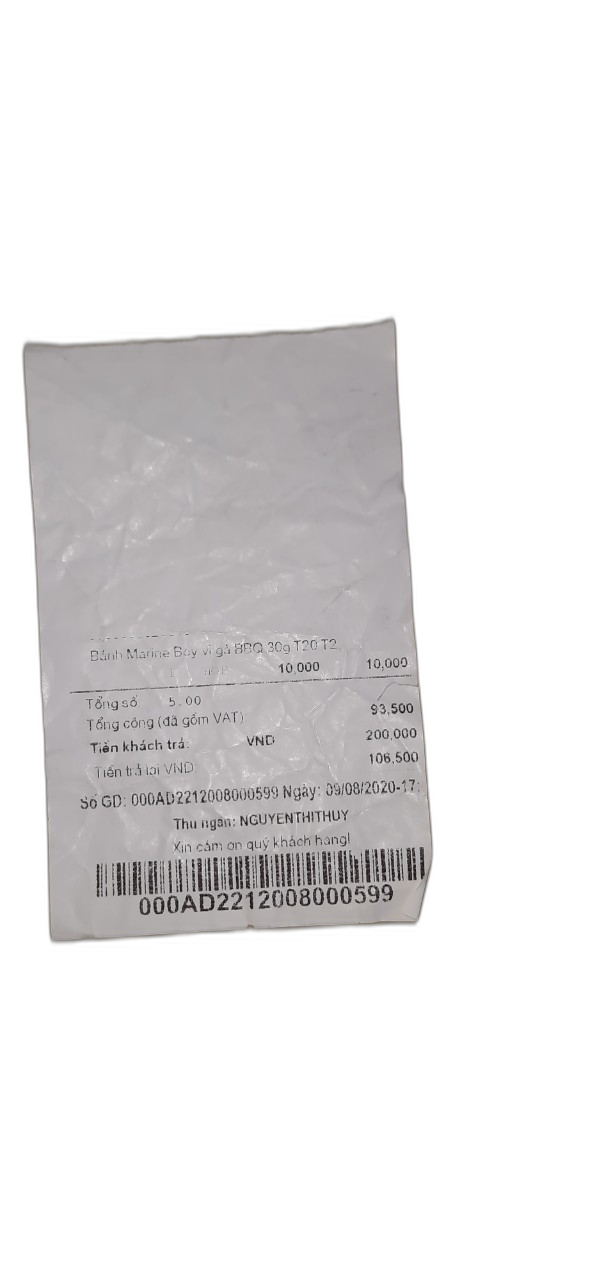 Bánh Marine Boy vị gà BBQ 30g T20 T2
1 10,000 10,000
Tổng số 5.00
Tổng cộng (đã gồm VAT) 93,500
Tiền khách trả: VND 200,000
Tiền trả lại VND: 106,500
Số GD: 000AD2212008000599 Ngày: 09/08/2020-17:
Thu ngân: NGUYENTHITHUY
Xin cám ơn quý khách hàng!
000AD2212008000599